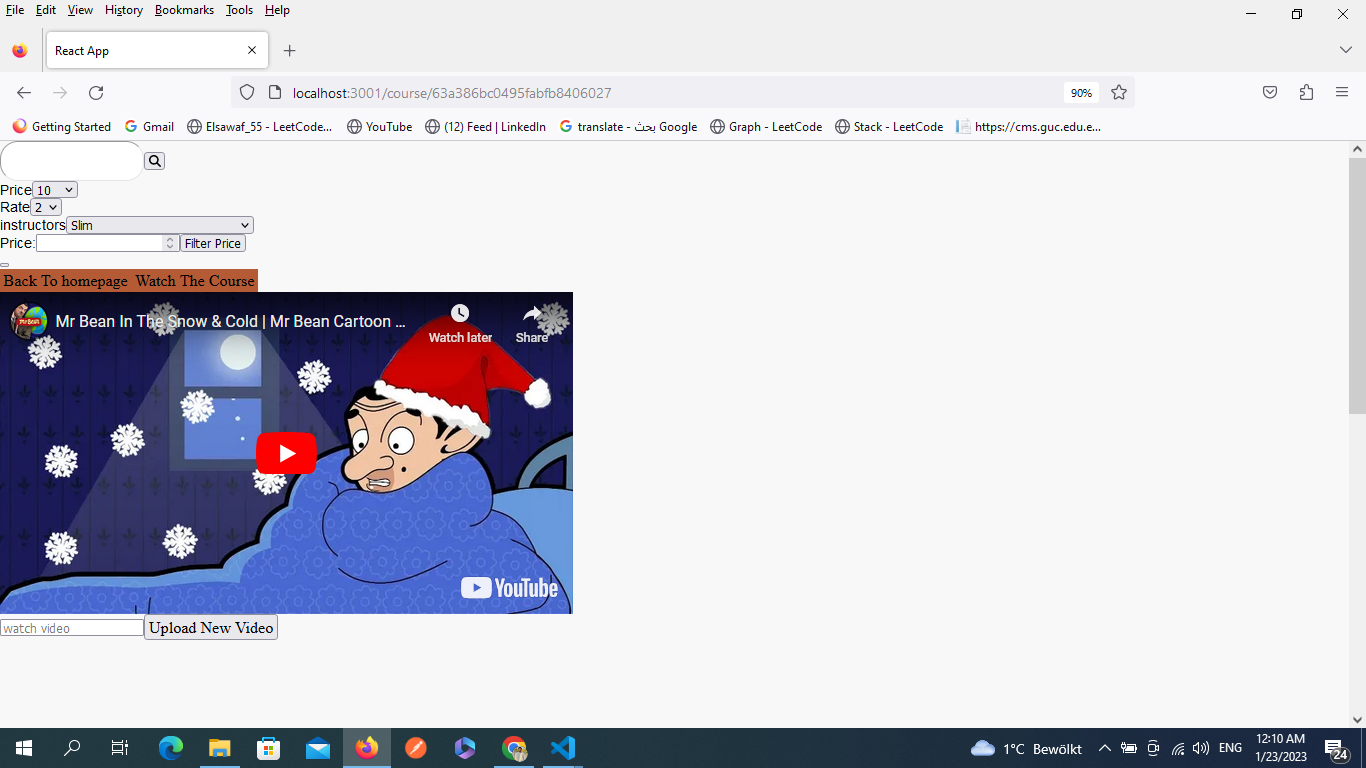 File Edit View History Bookmarks Tools Help
React App
localhost:3001/course/63a386bc0495fabfb8406027
90%
Getting Started Gmail Elsawaf_55 - LeetCode... YouTube (12) Feed | LinkedIn translate - بحث Google Graph - LeetCode Stack - LeetCode https://cms.guc.edu.e...
Price 10
Rate 2
instructors Slim
Price: Filter Price
Back To homepage Watch The Course
Mr Bean In The Snow & Cold | Mr Bean Cartoon ...
Watch later Share
YouTube
watch video Upload New Video
1°C Bewölkt ENG
12:10 AM
1/23/2023
24